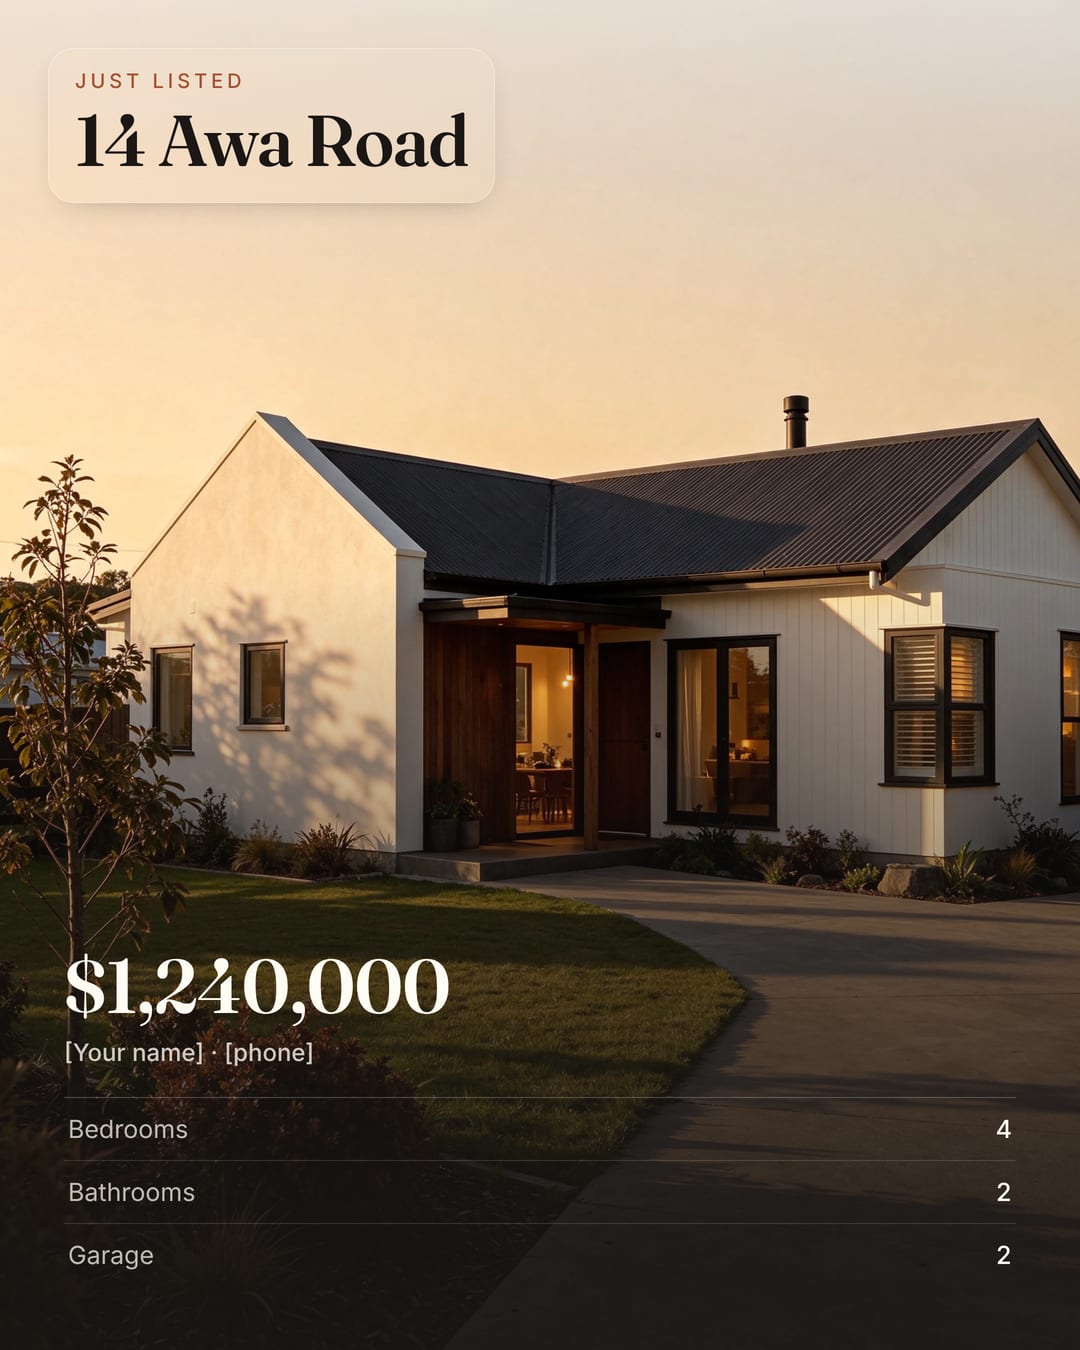 JUST LISTED
14 Awa Road
$1,240,000
[Your name] · [phone]
Bedrooms 4
Bathrooms 2
Garage 2